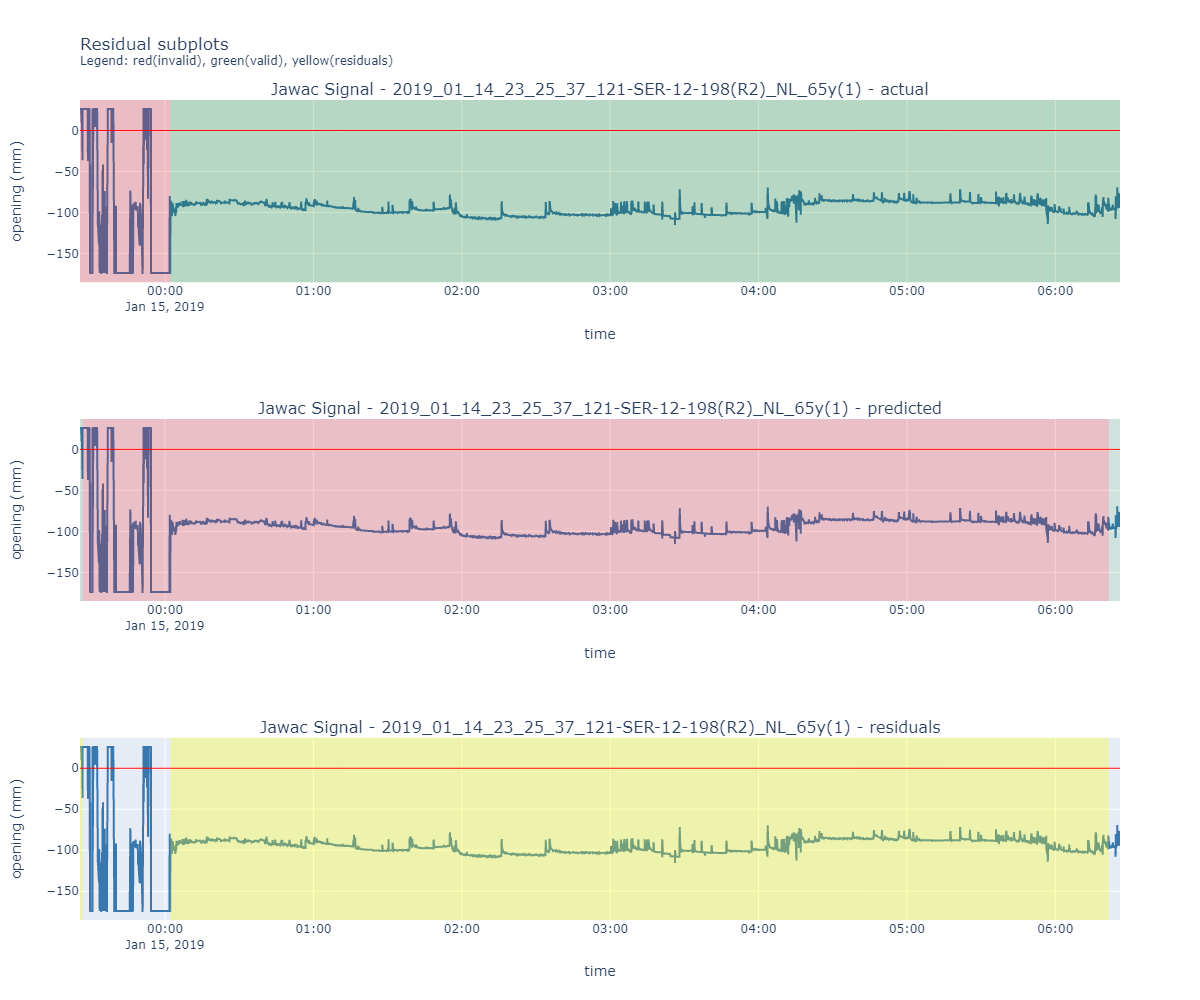 Residual subplots
Legend: red(invalid), green(valid), yellow(residuals)
Jawac Signal - 2019_01_14_23_25_37_121-SER-12-198(R2)_NL_65y(1) - actual
opening (mm)
0
−50
−100
−150
00:00 01:00 02:00 03:00 04:00 05:00 06:00
Jan 15, 2019
time
Jawac Signal - 2019_01_14_23_25_37_121-SER-12-198(R2)_NL_65y(1) - predicted
opening (mm)
0
−50
−100
−150
00:00 01:00 02:00 03:00 04:00 05:00 06:00
Jan 15, 2019
time
Jawac Signal - 2019_01_14_23_25_37_121-SER-12-198(R2)_NL_65y(1) - residuals
opening (mm)
0
−50
−100
−150
00:00 01:00 02:00 03:00 04:00 05:00 06:00
Jan 15, 2019
time